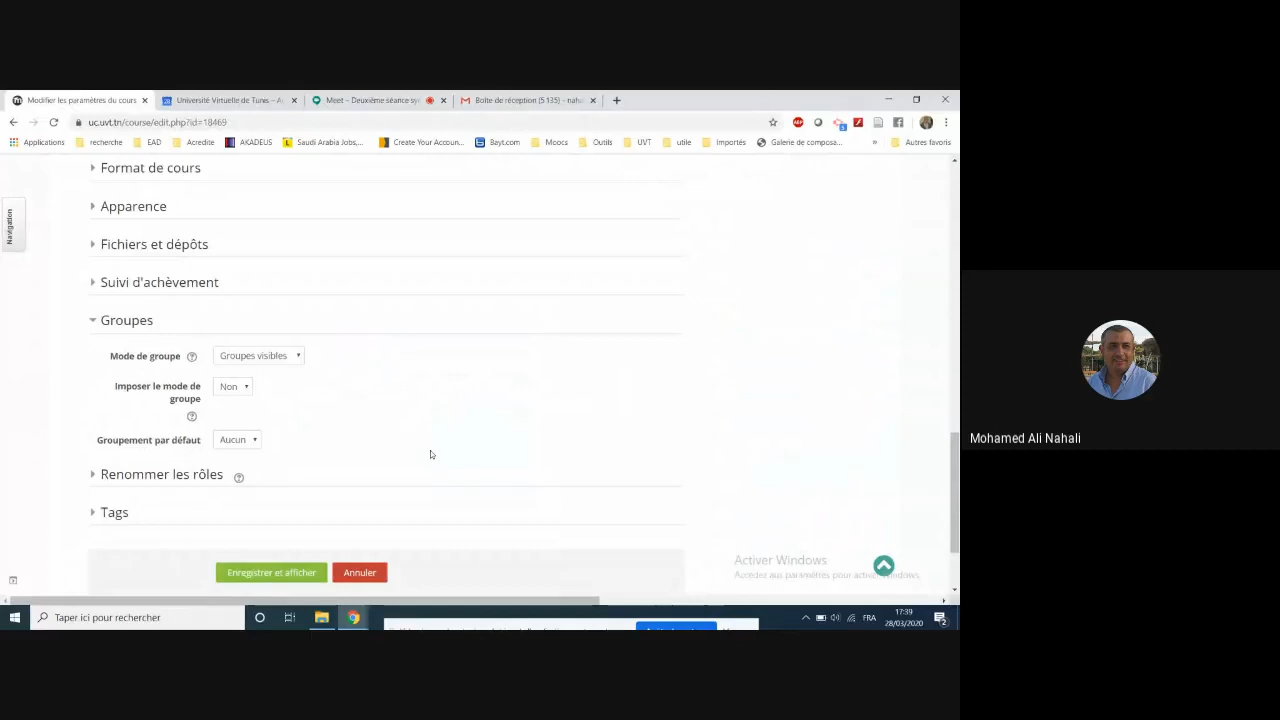 Modifier les paramètres du cours
Université Virtuelle de Tunis – A
Meet – Deuxième séance sy
Boîte de réception (5 135) - naha
uc.uvt.tn/course/edit.php?id=18469
Applications
recherche
EAD
Acredite
AKADEUS
Saudi Arabia Jobs,...
Create Your Accoun...
Bayt.com
Moocs
Outils
UVT
utile
Importés
Galerie de composa...
»
Autres favoris
Navigation
Format de cours
Apparence
Fichiers et dépôts
Suivi d'achèvement
Groupes
Mode de groupe
Groupes visibles
Imposer le mode de
groupe
Non
Groupement par défaut
Aucun
Renommer les rôles
Tags
Enregistrer et afficher
Annuler
Activer Windows
Accédez aux paramètres pour activer Windows.
Mohamed Ali Nahali
Taper ici pour rechercher
FRA
17:39
28/03/2020
2